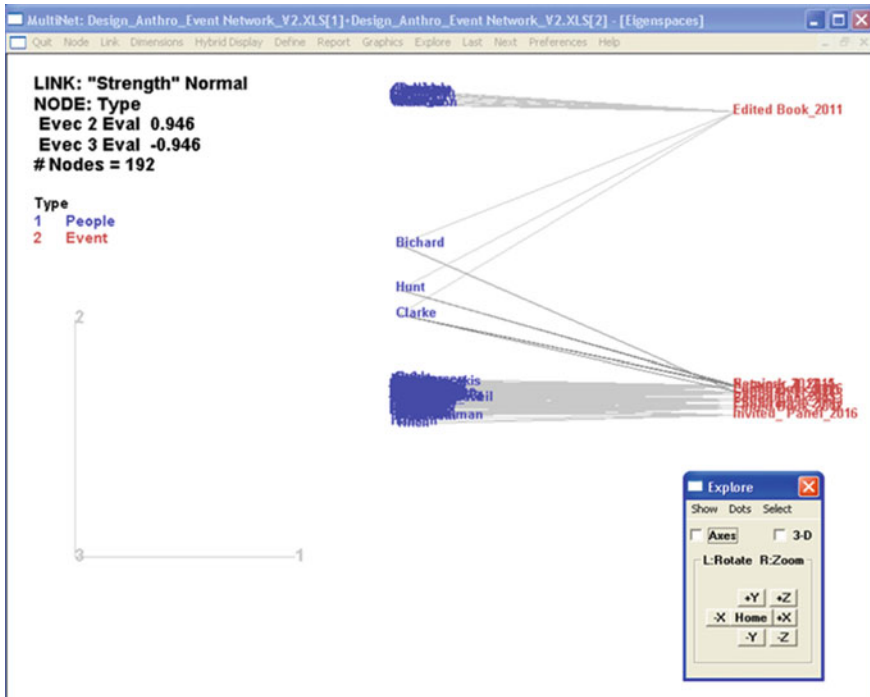 MultiNet: Design_Anthro_Event Network_V2.XLS[1]+Design_Anthro_Event Network_V2.XLS[2] - [Eigenspaces]
Quit Node Link Dimensions Hybrid Display Define Report Graphics Explore Last Next Preferences Help
LINK: "Strength" Normal
NODE: Type
Evec 2 Eval 0.946
Evec 3 Eval -0.946
# Nodes = 192
Type
1 People
2 Event
Edited Book_2011
Bichard
Hunt
Clarke
Invited_ Panel_2016
2
3
1
Explore
Show Dots Select
Axes 3-D
L:Rotate R:Zoom
+Y +Z
-X Home +X
-Y -Z